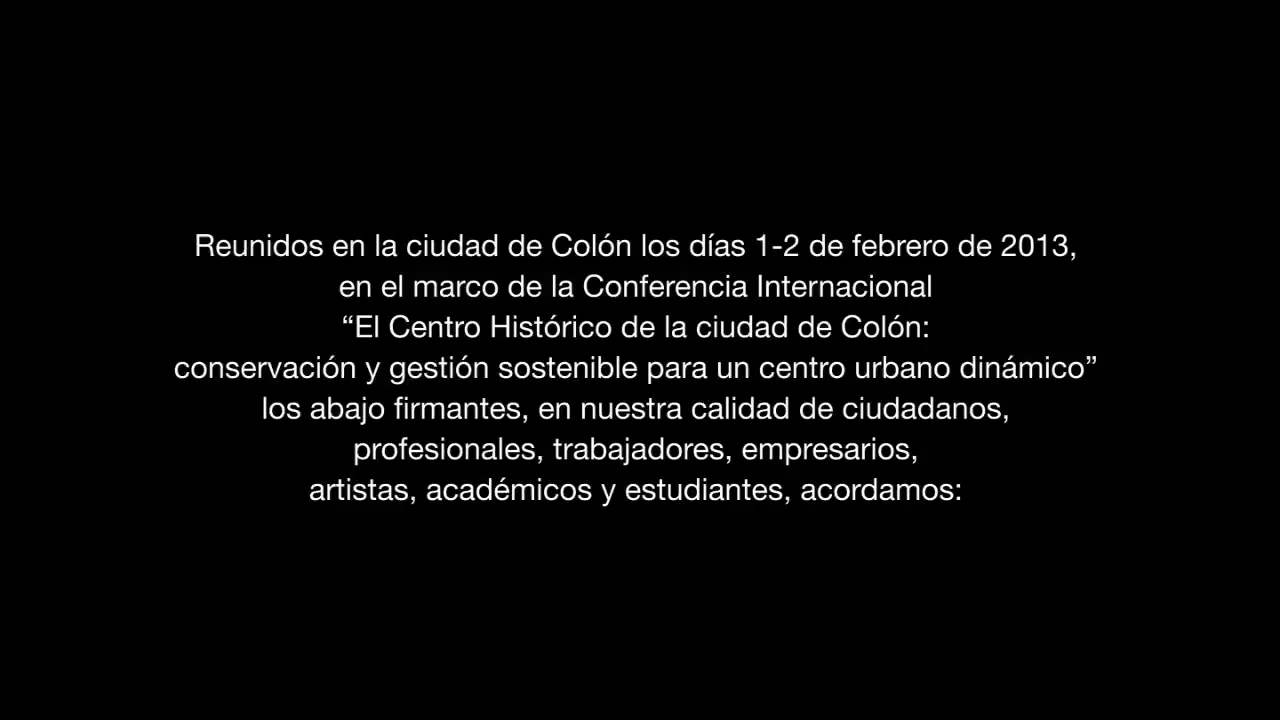 Reunidos en la ciudad de Colón los días 1-2 de febrero de 2013,
en el marco de la Conferencia Internacional
“El Centro Histórico de la ciudad de Colón:
conservación y gestión sostenible para un centro urbano dinámico”
los abajo firmantes, en nuestra calidad de ciudadanos,
profesionales, trabajadores, empresarios,
artistas, académicos y estudiantes, acordamos: